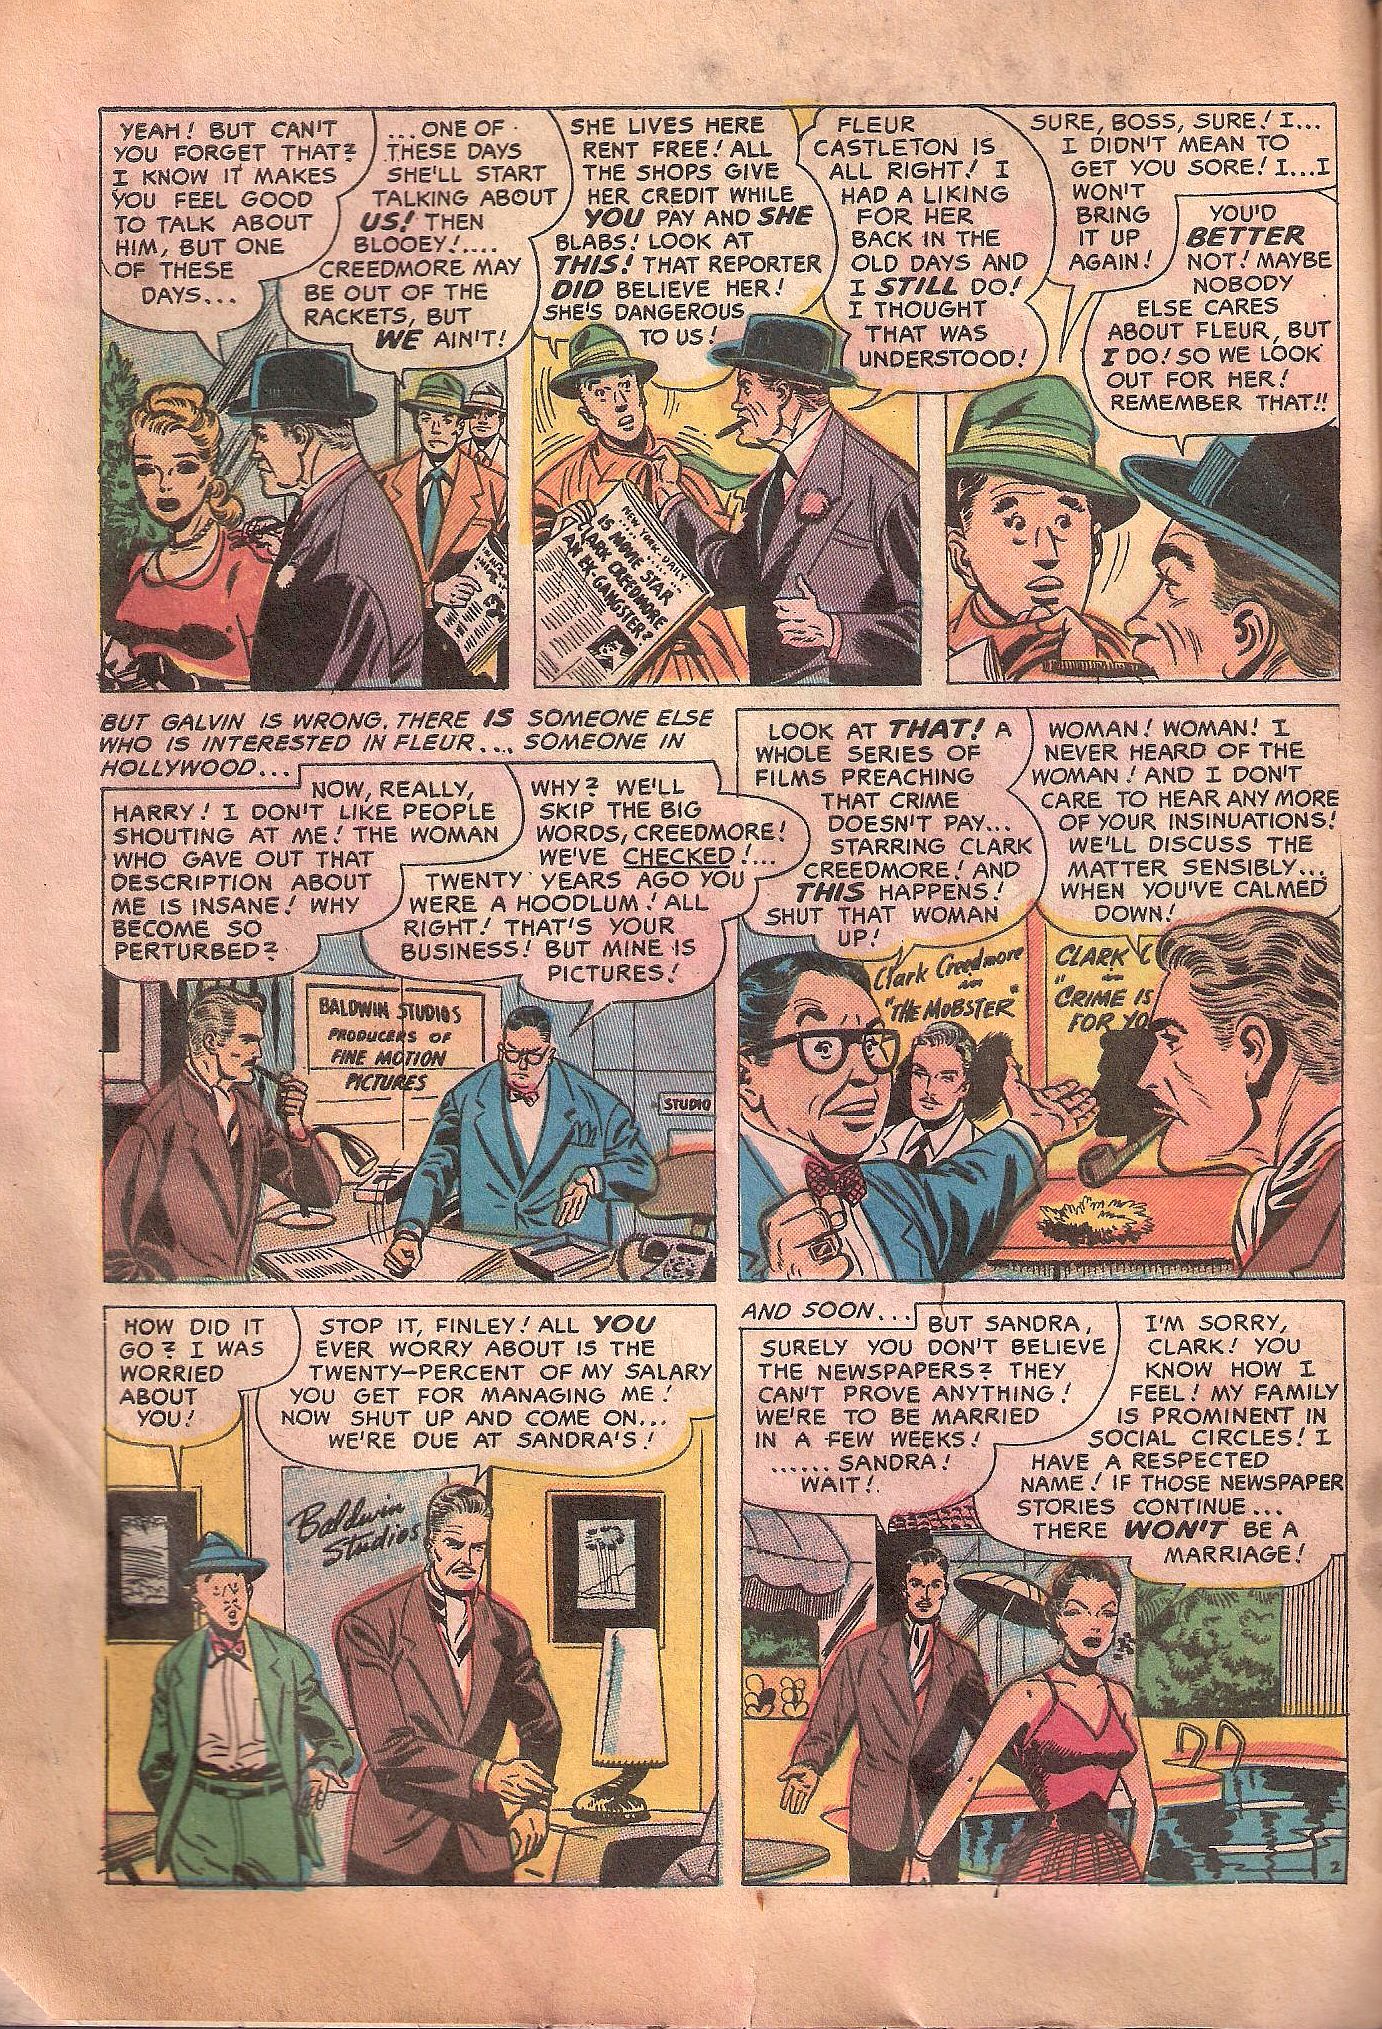 YEAH! BUT CAN'T
YOU FORGET THAT?
I KNOW IT MAKES
YOU FEEL GOOD
TO TALK ABOUT
HIM, BUT ONE
OF THESE
DAYS...
...ONE OF
THESE DAYS
SHE'LL START
TALKING ABOUT
US! THEN
BLOOEY!....
CREEDMORE MAY
BE OUT OF THE
RACKETS, BUT
WE AIN'T!
SHE LIVES HERE
RENT FREE! ALL
THE SHOPS GIVE
HER CREDIT WHILE
YOU PAY AND SHE
BLABS! LOOK AT
THIS! THAT REPORTER
DID BELIEVE HER!
SHE'S DANGEROUS
TO US!
FLEUR
CASTLETON IS
ALL RIGHT! I
HAD A LIKING
FOR HER
BACK IN THE
OLD DAYS AND
I STILL DO!
I THOUGHT
THAT WAS
UNDERSTOOD!
NEW YORK DAILY
IS MOVIE STAR
CLARK CREEDMORE
AN EX-GANGSTER?
SURE, BOSS, SURE! I...
I DIDN'T MEAN TO
GET YOU SORE! I...I
WON'T
BRING
IT UP
AGAIN!
YOU'D
BETTER
NOT! MAYBE
NOBODY
ELSE CARES
ABOUT FLEUR, BUT
I DO! SO WE LOOK
OUT FOR HER!
REMEMBER THAT!!
BUT GALVIN IS WRONG. THERE IS SOMEONE ELSE
WHO IS INTERESTED IN FLEUR.... SOMEONE IN
HOLLYWOOD...
NOW, REALLY,
HARRY! I DON'T LIKE PEOPLE
SHOUTING AT ME! THE WOMAN
WHO GAVE OUT THAT
DESCRIPTION ABOUT
ME IS INSANE! WHY
BECOME SO
PERTURBED?
WHY? WE'LL
SKIP THE BIG
WORDS, CREEDMORE!
WE'VE CHECKED!...
TWENTY YEARS AGO YOU
WERE A HOODLUM! ALL
RIGHT! THAT'S YOUR
BUSINESS! BUT MINE IS
PICTURES!
BALDWIN STUDIOS
PRODUCERS OF
FINE MOTION
PICTURES
STUDIO
LOOK AT THAT! A
WHOLE SERIES OF
FILMS PREACHING
THAT CRIME
DOESN'T PAY...
STARRING CLARK
CREEDMORE! AND
THIS HAPPENS!
SHUT THAT WOMAN
UP!
WOMAN! WOMAN! I
NEVER HEARD OF THE
WOMAN! AND I DON'T
CARE TO HEAR ANY MORE
OF YOUR INSINUATIONS!
WE'LL DISCUSS THE
MATTER SENSIBLY...
WHEN YOU'VE CALMED
DOWN!
Clark Creedmore
in
"THE MOBSTER"
CLARK C
in
"CRIME IS
FOR YO
HOW DID IT
GO? I WAS
WORRIED
ABOUT
YOU!
STOP IT, FINLEY! ALL YOU
EVER WORRY ABOUT IS THE
TWENTY-PERCENT OF MY SALARY
YOU GET FOR MANAGING ME!
NOW SHUT UP AND COME ON...
WE'RE DUE AT SANDRA'S!
Baldwin
Studios
AND SOON...
BUT SANDRA,
SURELY YOU DON'T BELIEVE
THE NEWSPAPERS? THEY
CAN'T PROVE ANYTHING!
WE'RE TO BE MARRIED
IN A FEW WEEKS!
...... SANDRA!
WAIT!
I'M SORRY,
CLARK! YOU
KNOW HOW I
FEEL! MY FAMILY
IS PROMINENT IN
SOCIAL CIRCLES! I
HAVE A RESPECTED
NAME! IF THOSE NEWSPAPER
STORIES CONTINUE...
THERE WON'T BE A
MARRIAGE!
2